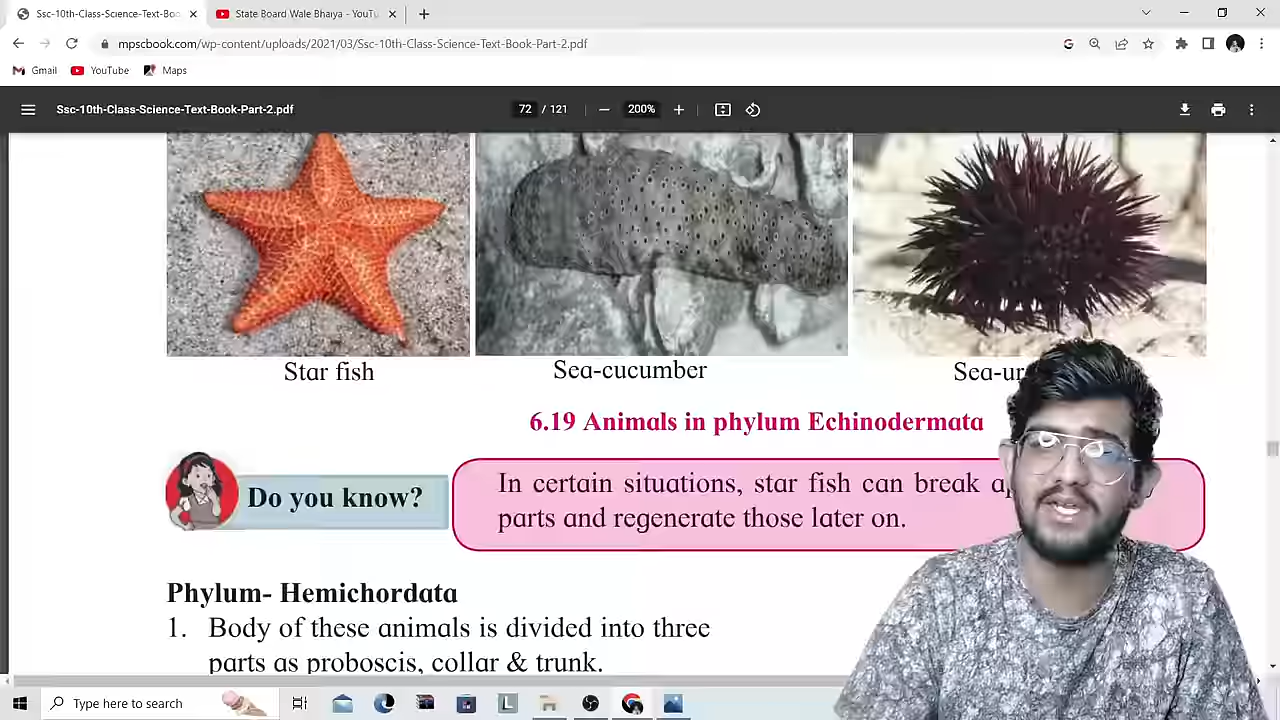 Ssc-10th-Class-Science-Text-Boo
State Board Wale Bhaiya - YouTu
mpscbook.com/wp-content/uploads/2021/03/Ssc-10th-Class-Science-Text-Book-Part-2.pdf
Gmail YouTube Maps
Ssc-10th-Class-Science-Text-Book-Part-2.pdf 72 / 121 200%
Star fish Sea-cucumber Sea-ur
6.19 Animals in phylum Echinodermata
Do you know?
In certain situations, star fish can break
parts and regenerate those later on.
Phylum- Hemichordata
1. Body of these animals is divided into three
parts as proboscis, collar & trunk.
Type here to search